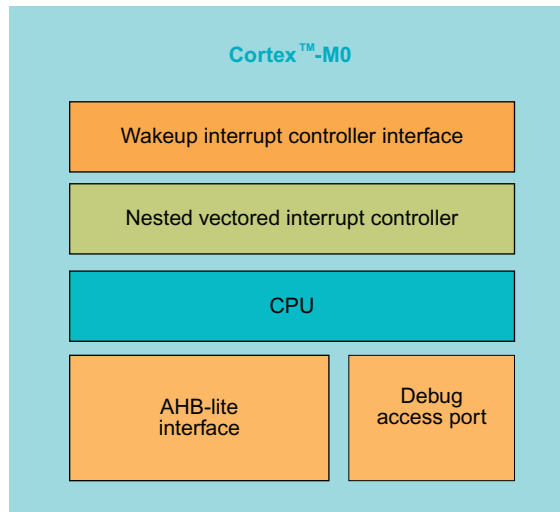 Cortex™-M0
Wakeup interrupt controller interface
Nested vectored interrupt controller
CPU
AHB-lite
interface
Debug
access port